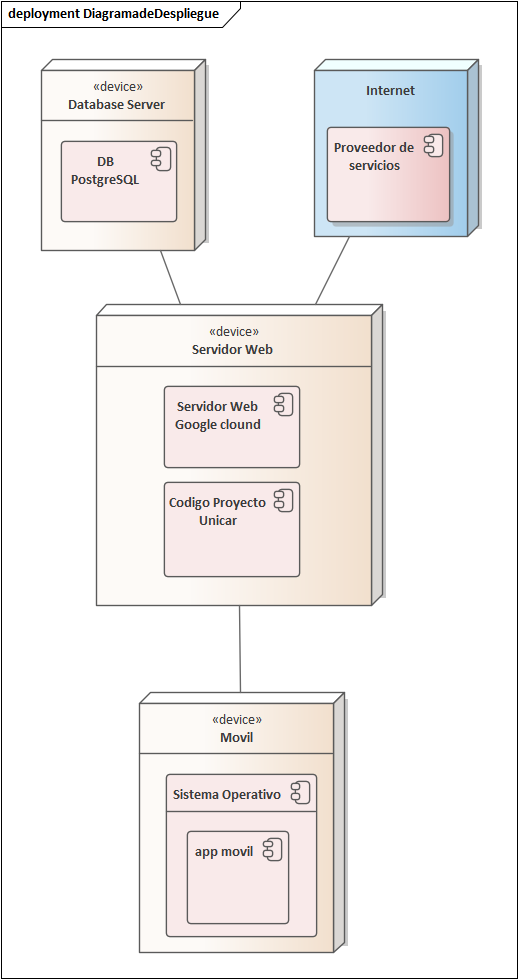 deployment DiagramadeDespliegue
«device»
Database Server
DB
PostgreSQL
Internet
Proveedor de
servicios
«device»
Servidor Web
Servidor Web
Google clound
Codigo Proyecto
Unicar
«device»
Movil
Sistema Operativo
app movil